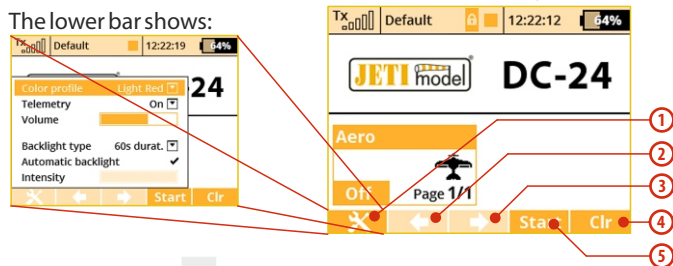 The lower bar shows:
Tx Default 12:22:19 64%
24
Color profile Light Red
Telemetry On
Volume
Backlight type 60s durat.
Automatic backlight
Intensity
Start Clr
Tx Default 12:22:12 64%
JETI model DC-24
Aero
Off Page 1/1
Start Clr
1
2
3
4
5